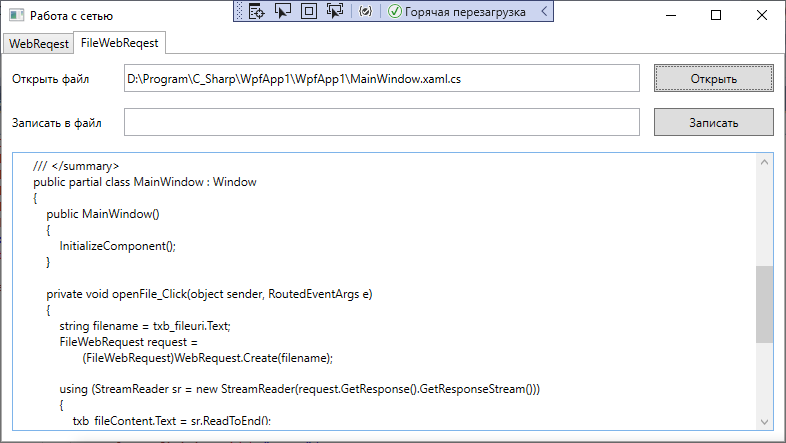 Работа с сетью
Горячая перезагрузка
WebReqest
FileWebReqest
Открыть файл
D:\Program\C_Sharp\WpfApp1\WpfApp1\MainWindow.xaml.cs
Открыть
Записать в файл
Записать
/// </summary>
public partial class MainWindow : Window
{
public MainWindow()
{
InitializeComponent();
}
private void openFile_Click(object sender, RoutedEventArgs e)
{
string filename = txb_fileuri.Text;
FileWebRequest request =
(FileWebRequest)WebRequest.Create(filename);
using (StreamReader sr = new StreamReader(request.GetResponse().GetResponseStream()))
{
txb_fileContent.Text = sr.ReadToEnd();